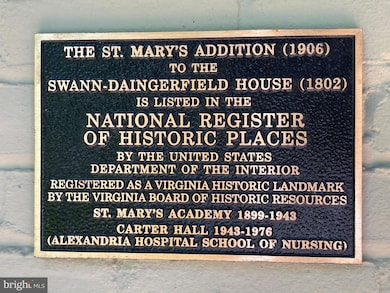 THE ST. MARY'S ADDITION (1906)
TO THE
SWANN-DAINGERFIELD HOUSE (1802)
IS LISTED IN THE
NATIONAL REGISTER
OF HISTORIC PLACES
BY THE UNITED STATES
DEPARTMENT OF THE INTERIOR
REGISTERED AS A VIRGINIA HISTORIC LANDMARK
BY THE VIRGINIA BOARD OF HISTORIC RESOURCES
ST. MARY'S ACADEMY 1899-1943
CARTER HALL 1943-1976
(ALEXANDRIA HOSPITAL SCHOOL OF NURSING)
bright MLS